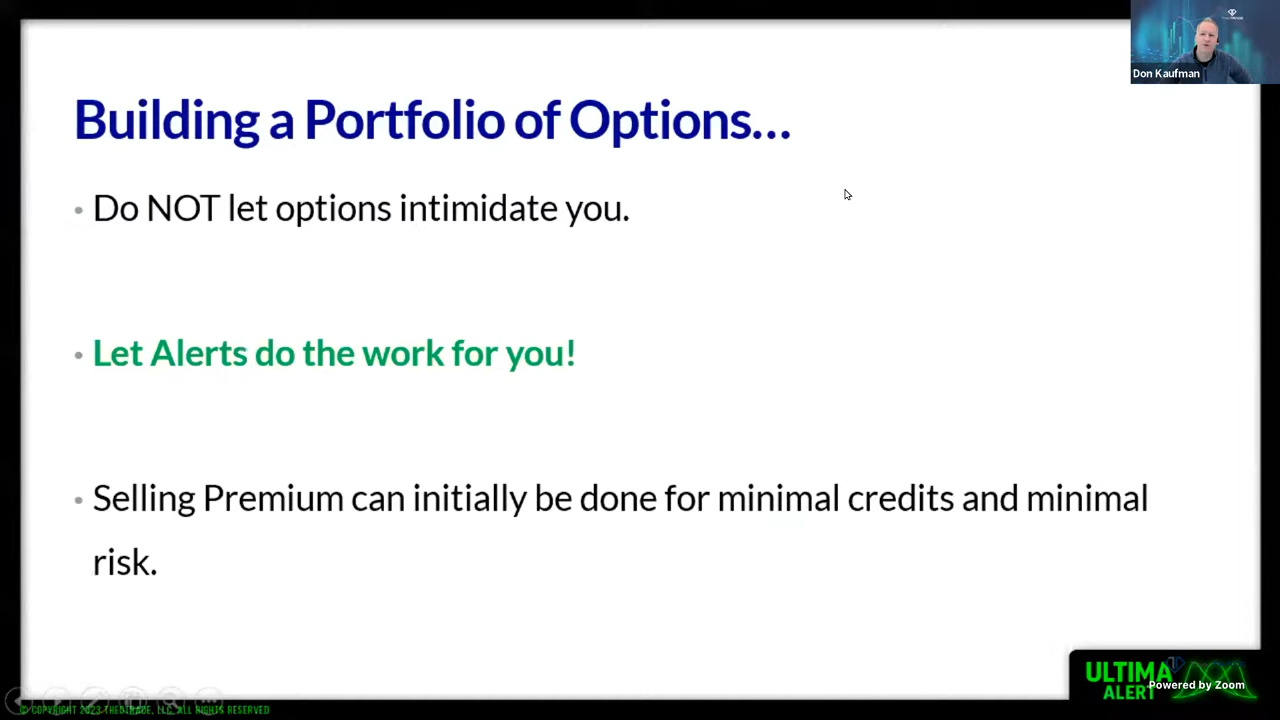 Don Kaufman
Building a Portfolio of Options...
• Do NOT let options intimidate you.
• Let Alerts do the work for you!
• Selling Premium can initially be done for minimal credits and minimal
risk.
ULTIMA
ALERT
Powered by Zoom
© COPYRIGHT 2023 THEOTRADE, LLC. ALL RIGHTS RESERVED